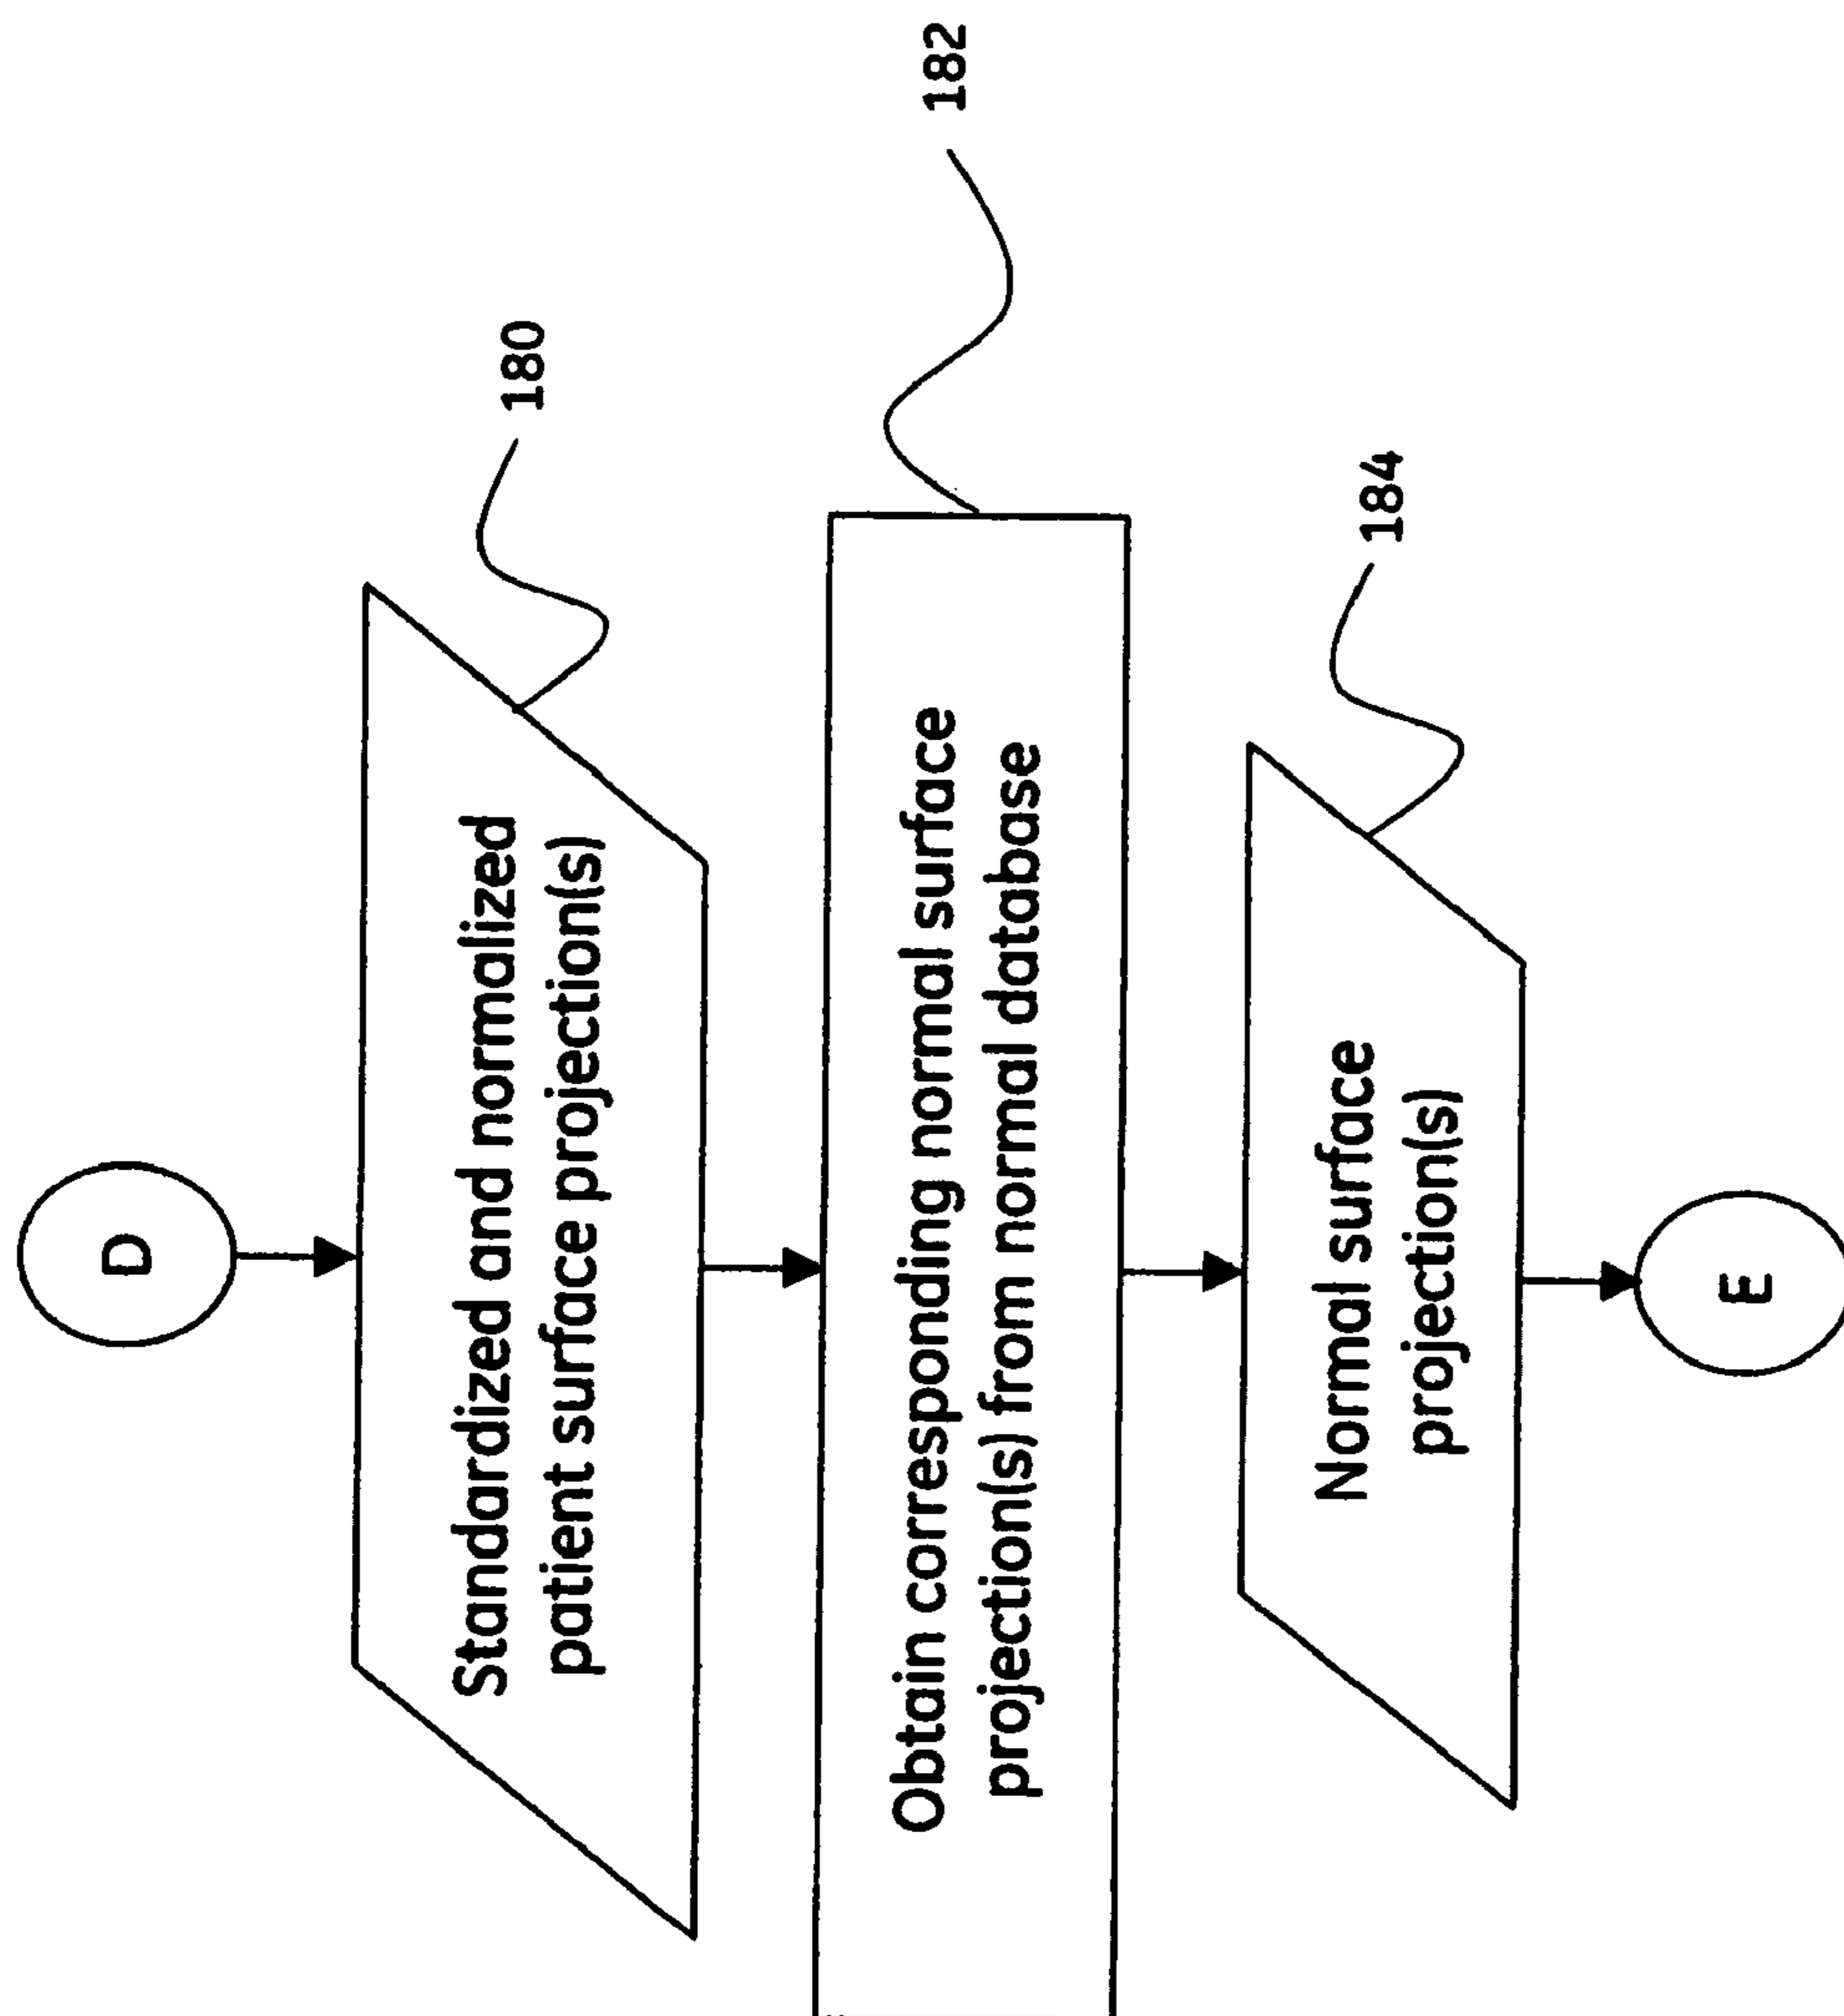 D
Standardized and normalized
patient surface projection(s)
180
Obtain corresponding normal surface
projection(s) from normal database
182
Normal surface
projection(s)
184
E